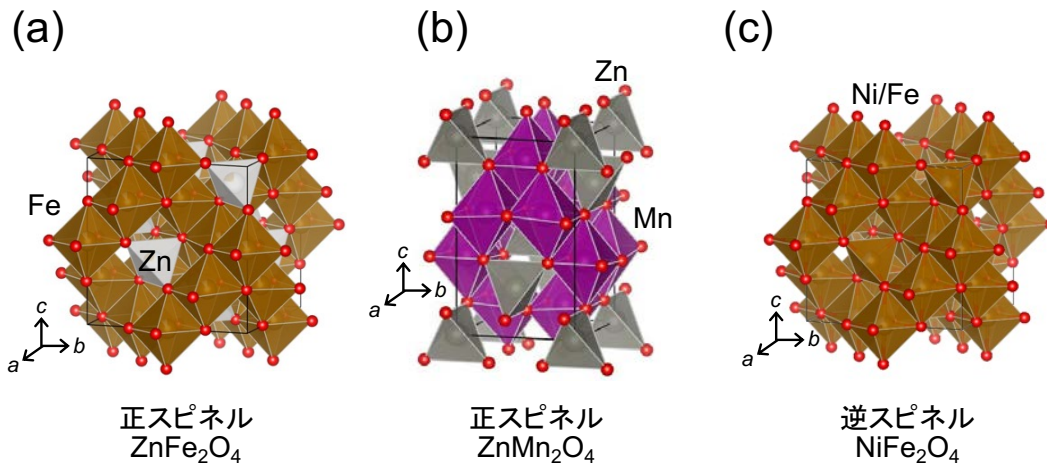 (a)
(b)
(c)
Zn
Ni/Fe
Fe
Zn
Mn
c
a
b
c
a
b
c
a
b
正スピネル
ZnFe₂O₄
正スピネル
ZnMn₂O₄
逆スピネル
NiFe₂O₄